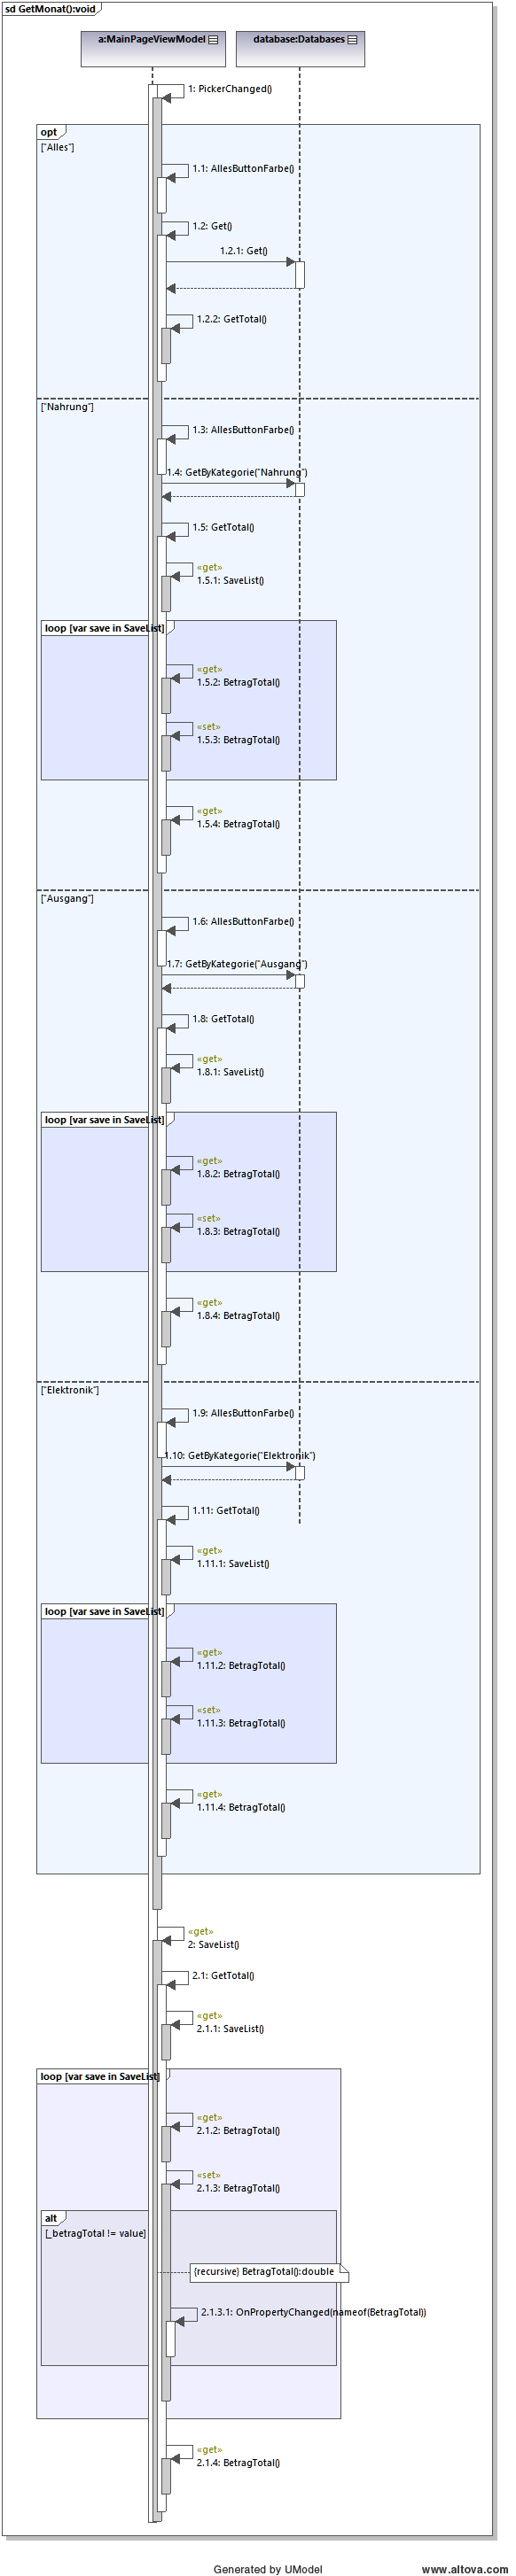 sd GetMonat():void
a:MainPageViewModel
database:Databases
1: PickerChanged()
opt
["Alles"]
1.1: AllesButtonFarbe()
1.2: Get()
1.2.1: Get()
1.2.2: GetTotal()
["Nahrung"]
1.3: AllesButtonFarbe()
1.4: GetByKategorie("Nahrung")
1.5: GetTotal()
«get»
1.5.1: SaveList()
loop [var save in SaveList]
«get»
1.5.2: BetragTotal()
«set»
1.5.3: BetragTotal()
«get»
1.5.4: BetragTotal()
["Ausgang"]
1.6: AllesButtonFarbe()
1.7: GetByKategorie("Ausgang")
1.8: GetTotal()
«get»
1.8.1: SaveList()
loop [var save in SaveList]
«get»
1.8.2: BetragTotal()
«set»
1.8.3: BetragTotal()
«get»
1.8.4: BetragTotal()
["Elektronik"]
1.9: AllesButtonFarbe()
1.10: GetByKategorie("Elektronik")
1.11: GetTotal()
«get»
1.11.1: SaveList()
loop [var save in SaveList]
«get»
1.11.2: BetragTotal()
«set»
1.11.3: BetragTotal()
«get»
1.11.4: BetragTotal()
«get»
2: SaveList()
2.1: GetTotal()
«get»
2.1.1: SaveList()
loop [var save in SaveList]
«get»
2.1.2: BetragTotal()
«set»
2.1.3: BetragTotal()
alt
[_betragTotal != value]
{recursive} BetragTotal():double
2.1.3.1: OnPropertyChanged(nameof(BetragTotal))
«get»
2.1.4: BetragTotal()
Generated by UModel
www.altova.com